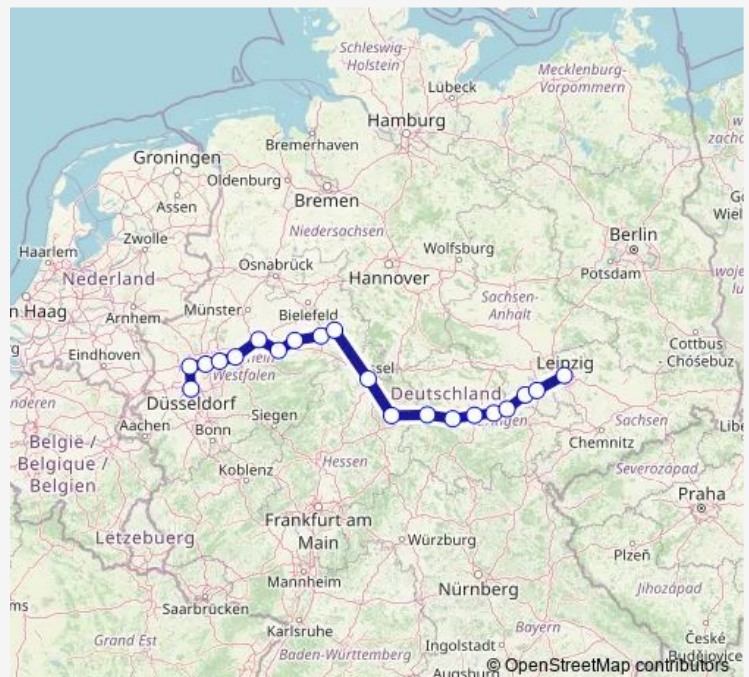 Schleswig-
Holstein
Mecklenburg-
Vorpommern
Lübeck
Hamburg
Bremerhaven
Groningen
Oldenburg
Assen
Bremen
Berlin
Zwolle
Niedersachsen
Wolfsburg
Haarlem
Nederland
Osnabrück
Hannover
Potsdam
n Haag
Arnhem
Münster
Bielefeld
Sachsen-
Anhalt
Cottbus
- Chóśebuz
Eindhoven
Westfalen
Leipzig
Düsseldorf
Deutschland
Aachen
Siegen
Bonn
Sachsen
Chemnitz
België /
Belgique /
Belgien
Koblenz
Hessen
Severozápad
Praha
Frankfurt am
Main
Lëtzebuerg
Würzburg
Plzeň
Mannheim
Nürnberg
Jihozápad
Saarbrücken
Karlsruhe
Grand Est
Bayern
České
Budějovice
Baden-Württemberg
Ingolstadt
Augsburg
© OpenStreetMap contributors